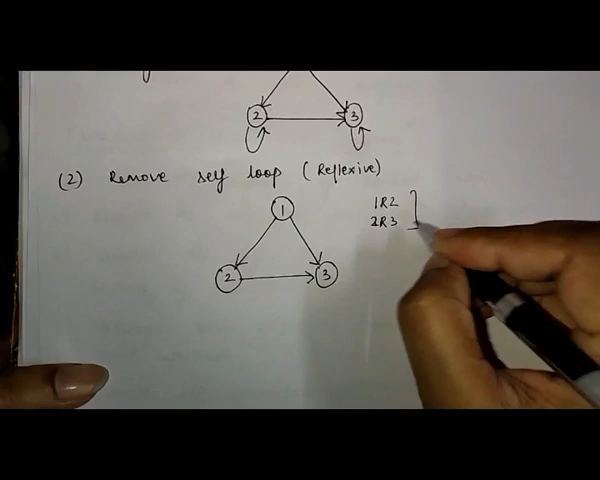 2 3
(2) Remove self loop (Reflexive)
1
1R2
2R3
2 3